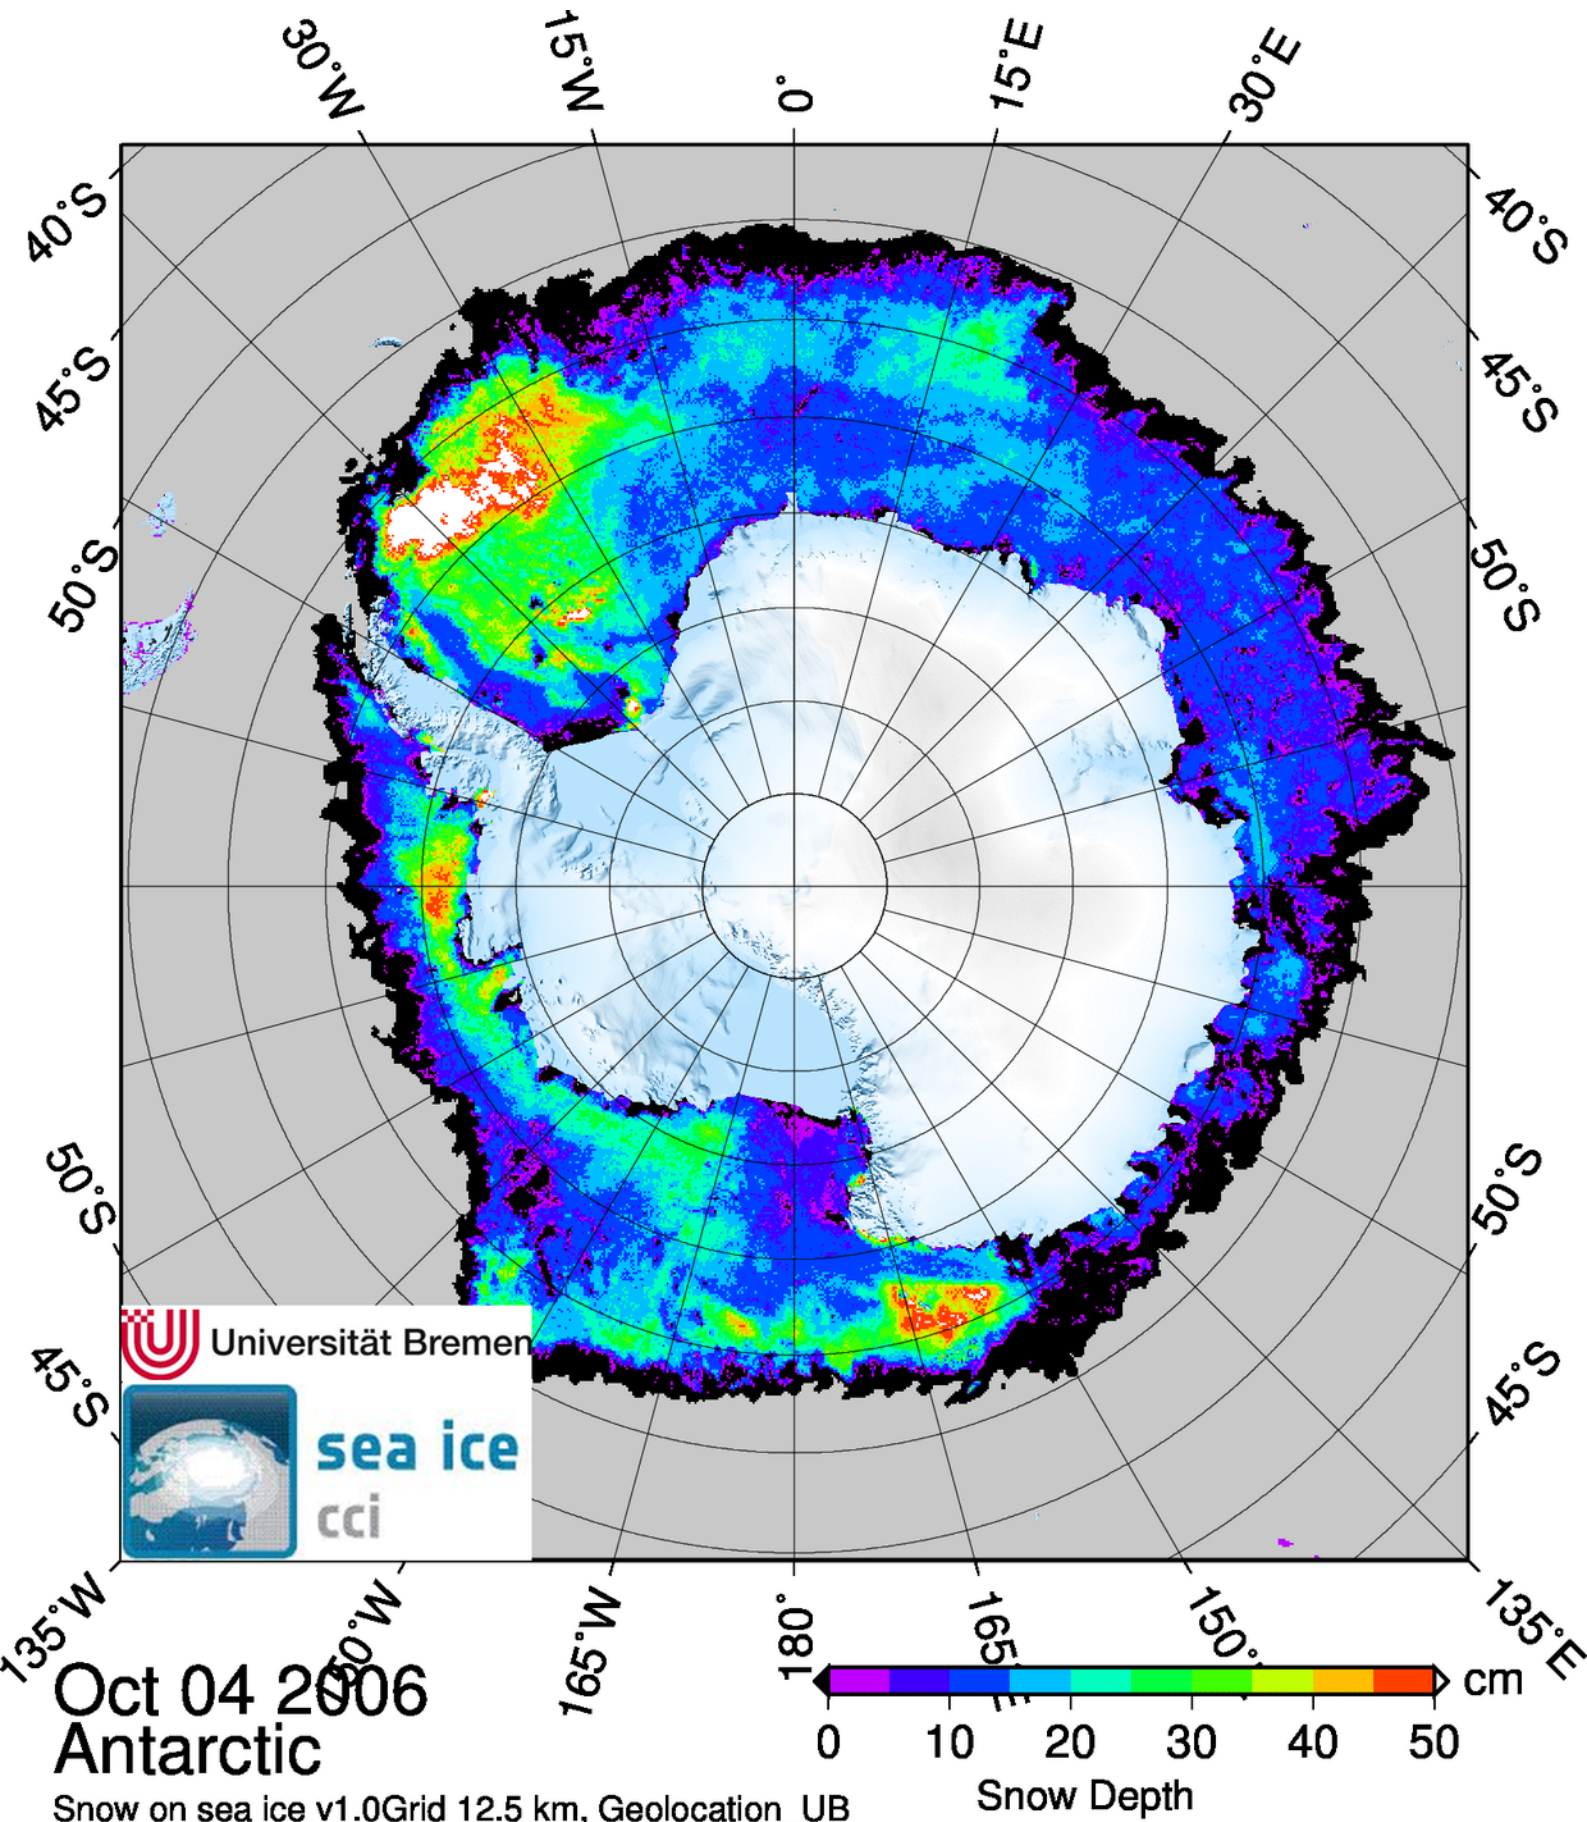 30°W 15°W 0° 15°E 30°E
40°S 40°S
45°S 45°S
50°S 50°S
50°S 50°S
45°S 45°S
Universität Bremen
sea ice
cci
135°W 165°W 180° 165°E 135°E
Oct 04 2006
Antarctic
Snow on sea ice v1.0Grid 12.5 km, Geolocation UB
cm
0 10 20 30 40 50
Snow Depth